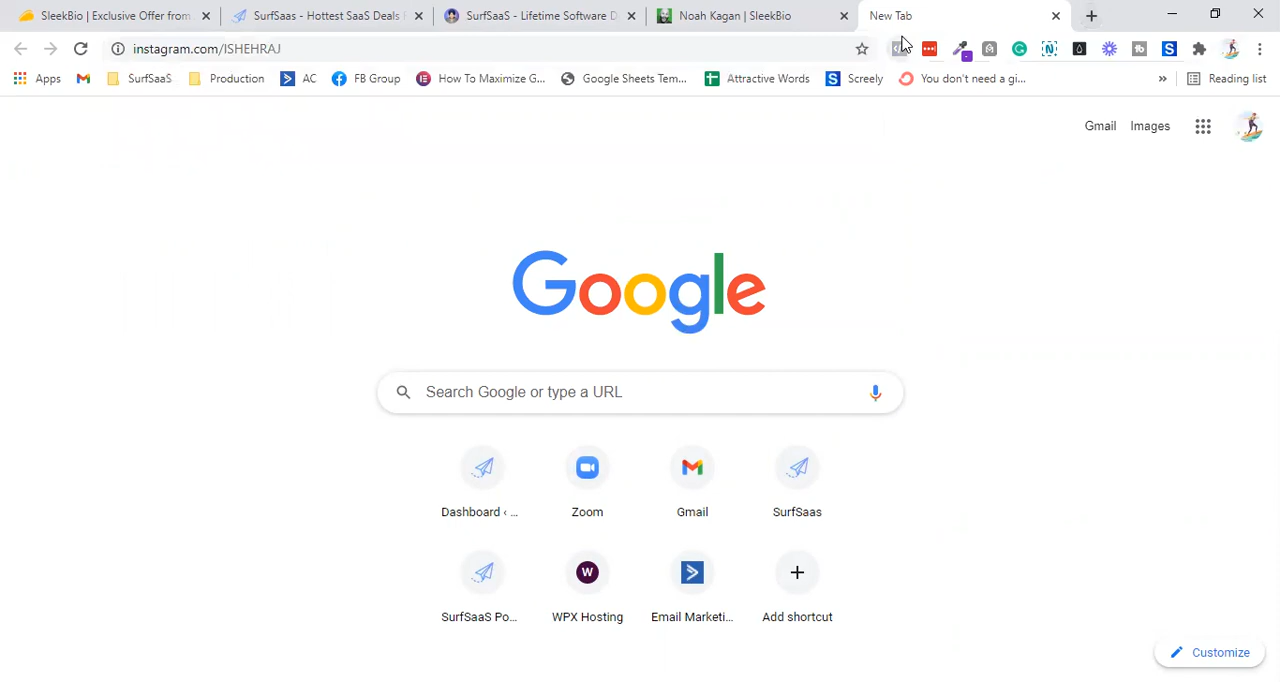 SleekBio | Exclusive Offer from
SurfSaas - Hottest SaaS Deals f
SurfSaaS - Lifetime Software D
Noah Kagan | SleekBio
New Tab
instagram.com/ISHEHRAJ
Apps
SurfSaaS
Production
AC
FB Group
How To Maximize G...
Google Sheets Tem...
Attractive Words
S
Screely
You don't need a gi...
»
Reading list
Gmail
Images
Google
Search Google or type a URL
Dashboard ‹ ...
Zoom
Gmail
SurfSaas
W
SurfSaaS Po...
WPX Hosting
Email Marketi...
Add shortcut
Customize